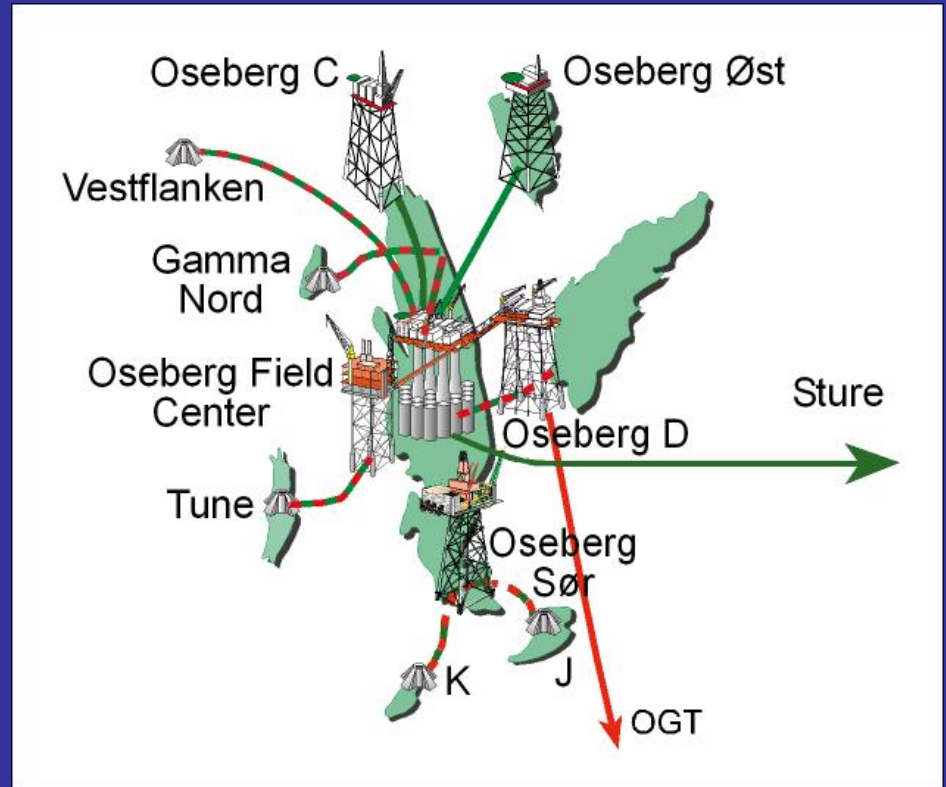 Oseberg C
Oseberg Øst
Vestflanken
Gamma
Nord
Oseberg Field
Center
Sture
Oseberg D
Tune
Oseberg
Sør
K
J
OGT